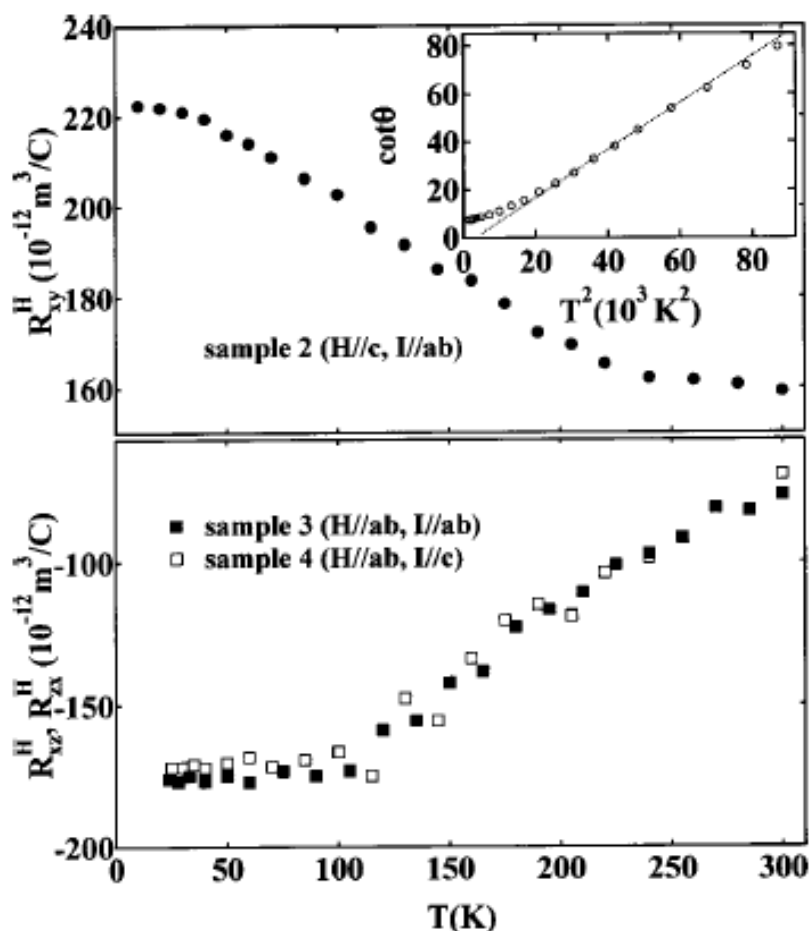 240
220
200
180
160
R^H_xy (10^-12 m^3/C)
sample 2 (H//c, I//ab)
80
60
40
20
0
cotθ
0 20 40 60 80
T^2(10^3 K^2)
-100
-150
-200
R^H_xz, R^H_zx (10^-12 m^3/C)
■ sample 3 (H//ab, I//ab)
□ sample 4 (H//ab, I//c)
0 50 100 150 200 250 300
T(K)